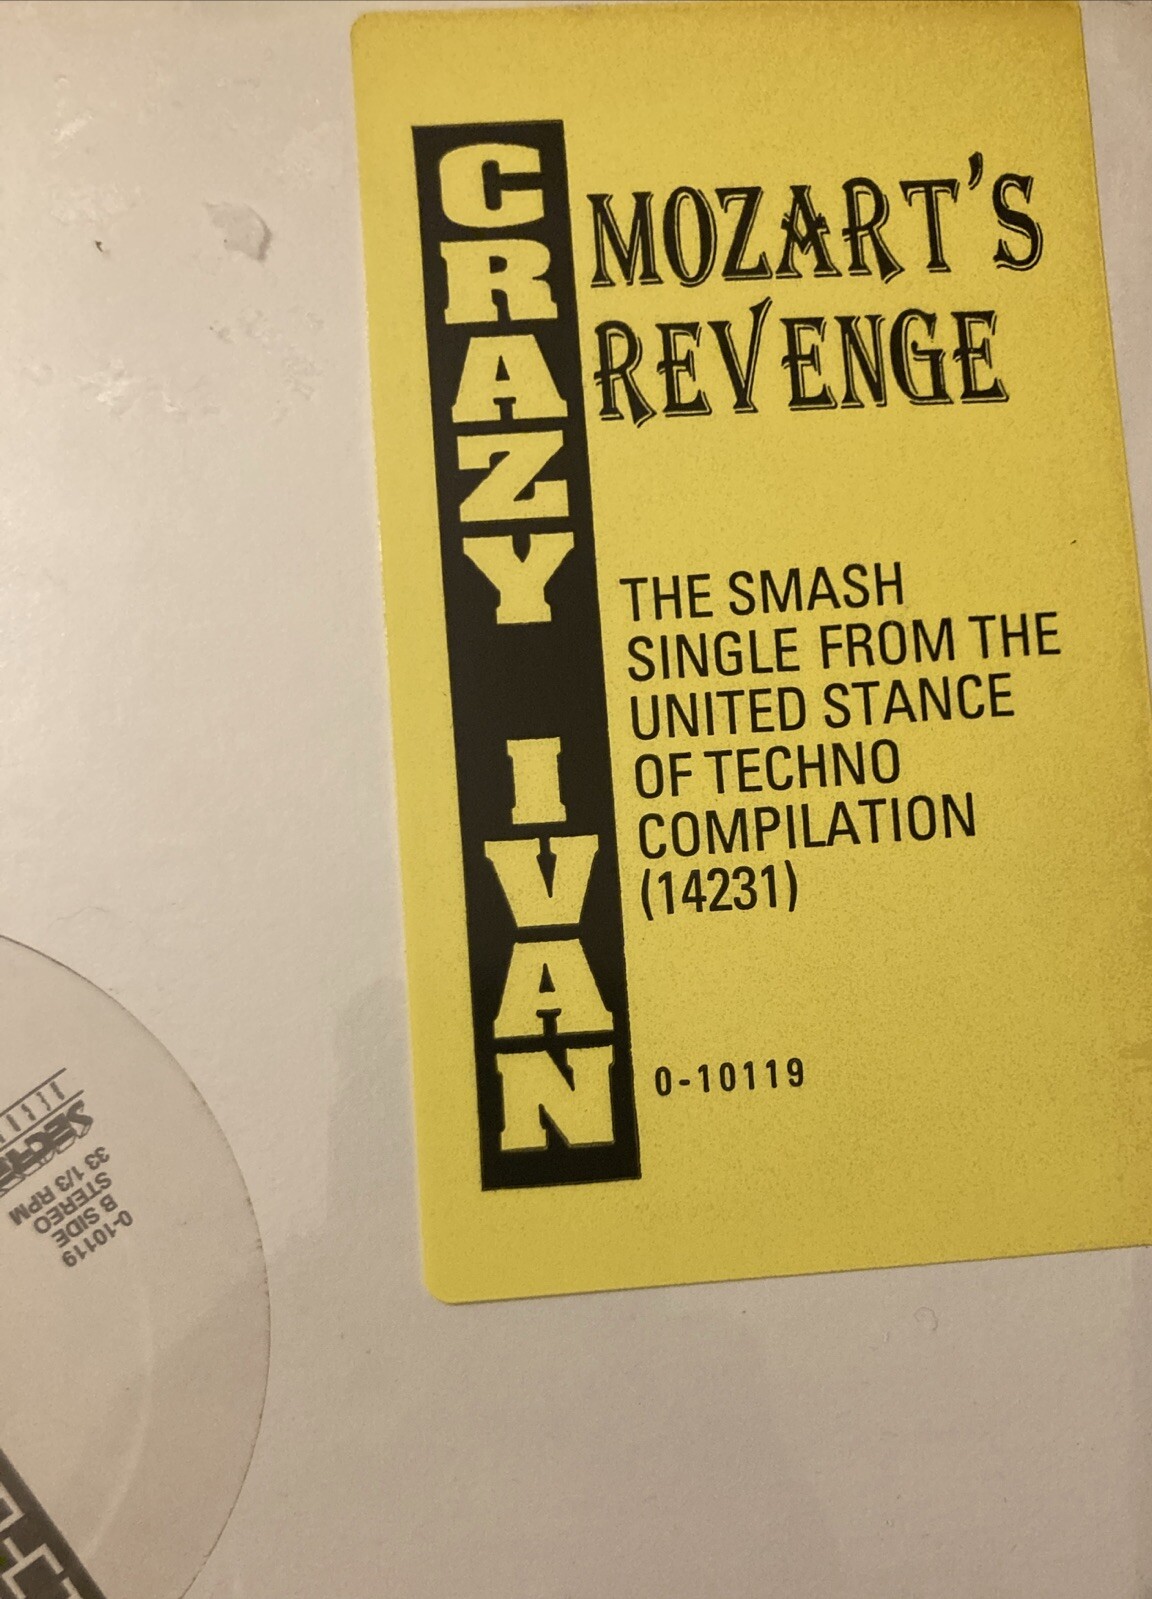 CRAZY IVAN
MOZART'S
REVENGE
THE SMASH
SINGLE FROM THE
UNITED STANCE
OF TECHNO
COMPILATION
(14231)
0-10119
0-10119
B SIDE
STEREO
33 1/3 RPM